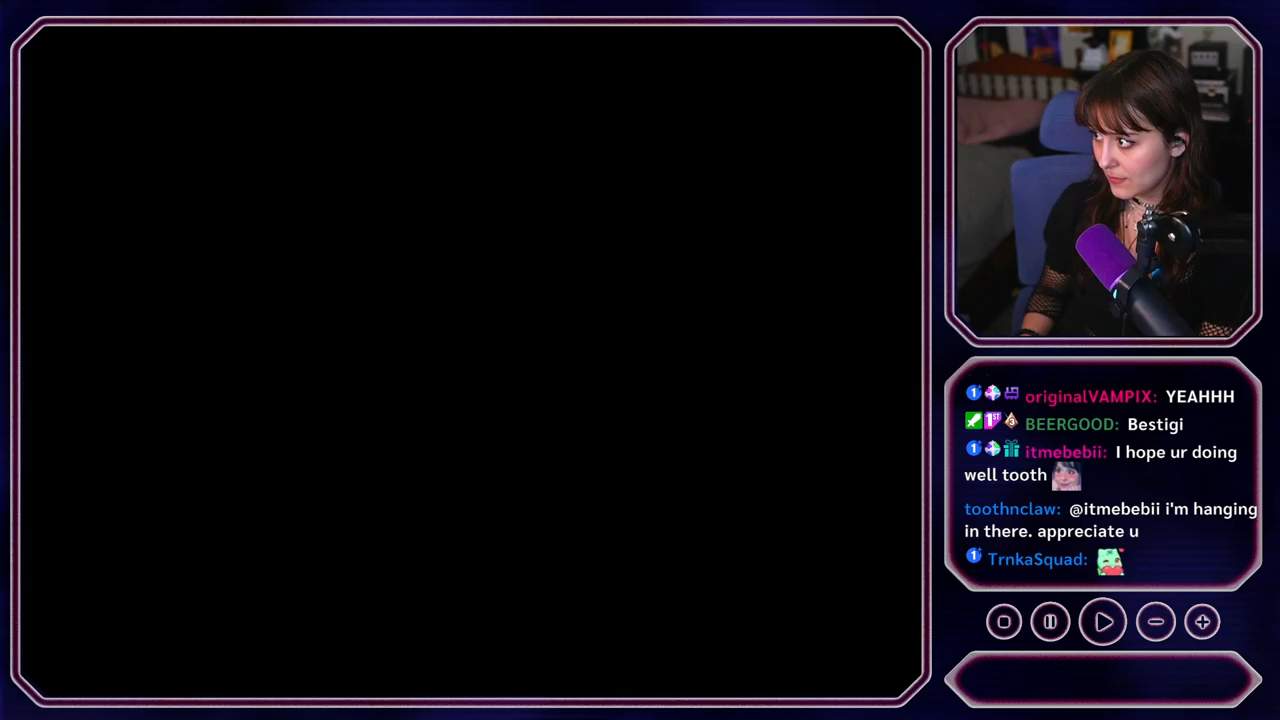 originalVAMPIX: YEAHHH
BEERGOOD: Bestigi
itmebebii: I hope ur doing
well tooth
toothnclaw: @itmebebii i'm hanging
in there. appreciate u
TrnkaSquad: